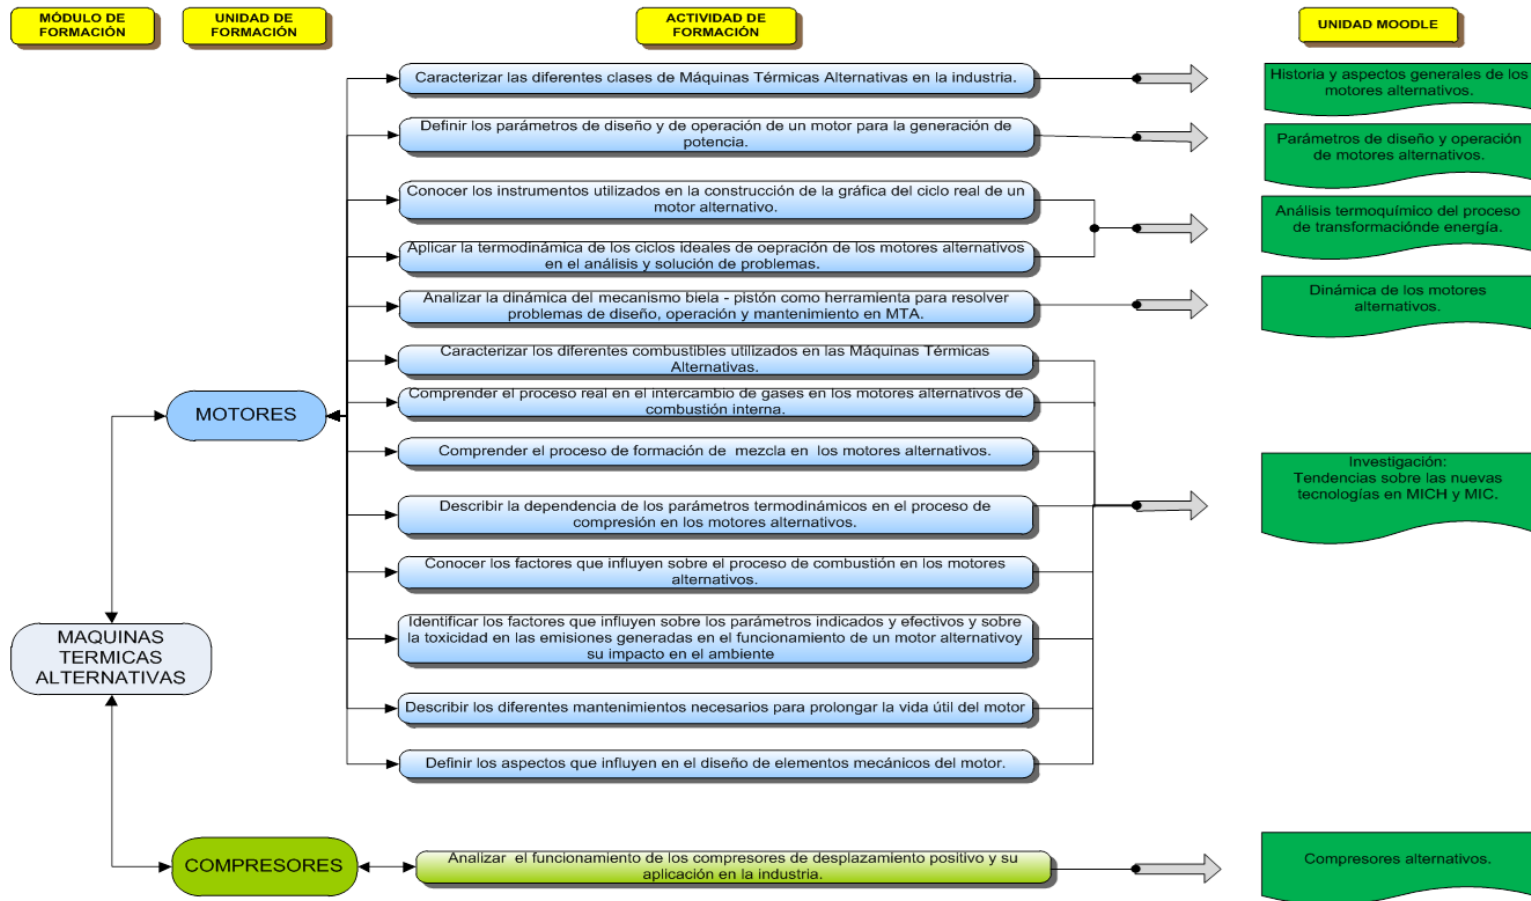 MÓDULO DE
FORMACIÓN
UNIDAD DE
FORMACIÓN
ACTIVIDAD DE
FORMACIÓN
UNIDAD MOODLE
Caracterizar las diferentes clases de Máquinas Térmicas Alternativas en la industria.
Historia y aspectos generales de los
motores alternativos.
Definir los parámetros de diseño y de operación de un motor para la generación de
potencia.
Parámetros de diseño y operación
de motores alternativos.
Conocer los instrumentos utilizados en la construcción de la gráfica del ciclo real de un
motor alternativo.
Aplicar la termodinámica de los ciclos ideales de oepración de los motores alternativos
en el análisis y solución de problemas.
Análisis termoquímico del proceso
de transformaciónde energía.
Analizar la dinámica del mecanismo biela - pistón como herramienta para resolver
problemas de diseño, operación y mantenimiento en MTA.
Dinámica de los motores
alternativos.
Caracterizar los diferentes combustibles utilizados en las Máquinas Térmicas
Alternativas.
MOTORES
Comprender el proceso real en el intercambio de gases en los motores alternativos de
combustión interna.
Comprender el proceso de formación de mezcla en los motores alternativos.
Describir la dependencia de los parámetros termodinámicos en el proceso de
compresión en los motores alternativos.
Investigación:
Tendencias sobre las nuevas
tecnologías en MICH y MIC.
Conocer los factores que influyen sobre el proceso de combustión en los motores
alternativos.
Identificar los factores que influyen sobre los parámetros indicados y efectivos y sobre
la toxicidad en las emisiones generadas en el funcionamiento de un motor alternativoy
su impacto en el ambiente
MAQUINAS
TERMICAS
ALTERNATIVAS
Describir los diferentes mantenimientos necesarios para prolongar la vida útil del motor
Definir los aspectos que influyen en el diseño de elementos mecánicos del motor.
COMPRESORES
Analizar el funcionamiento de los compresores de desplazamiento positivo y su
aplicación en la industria.
Compresores alternativos.